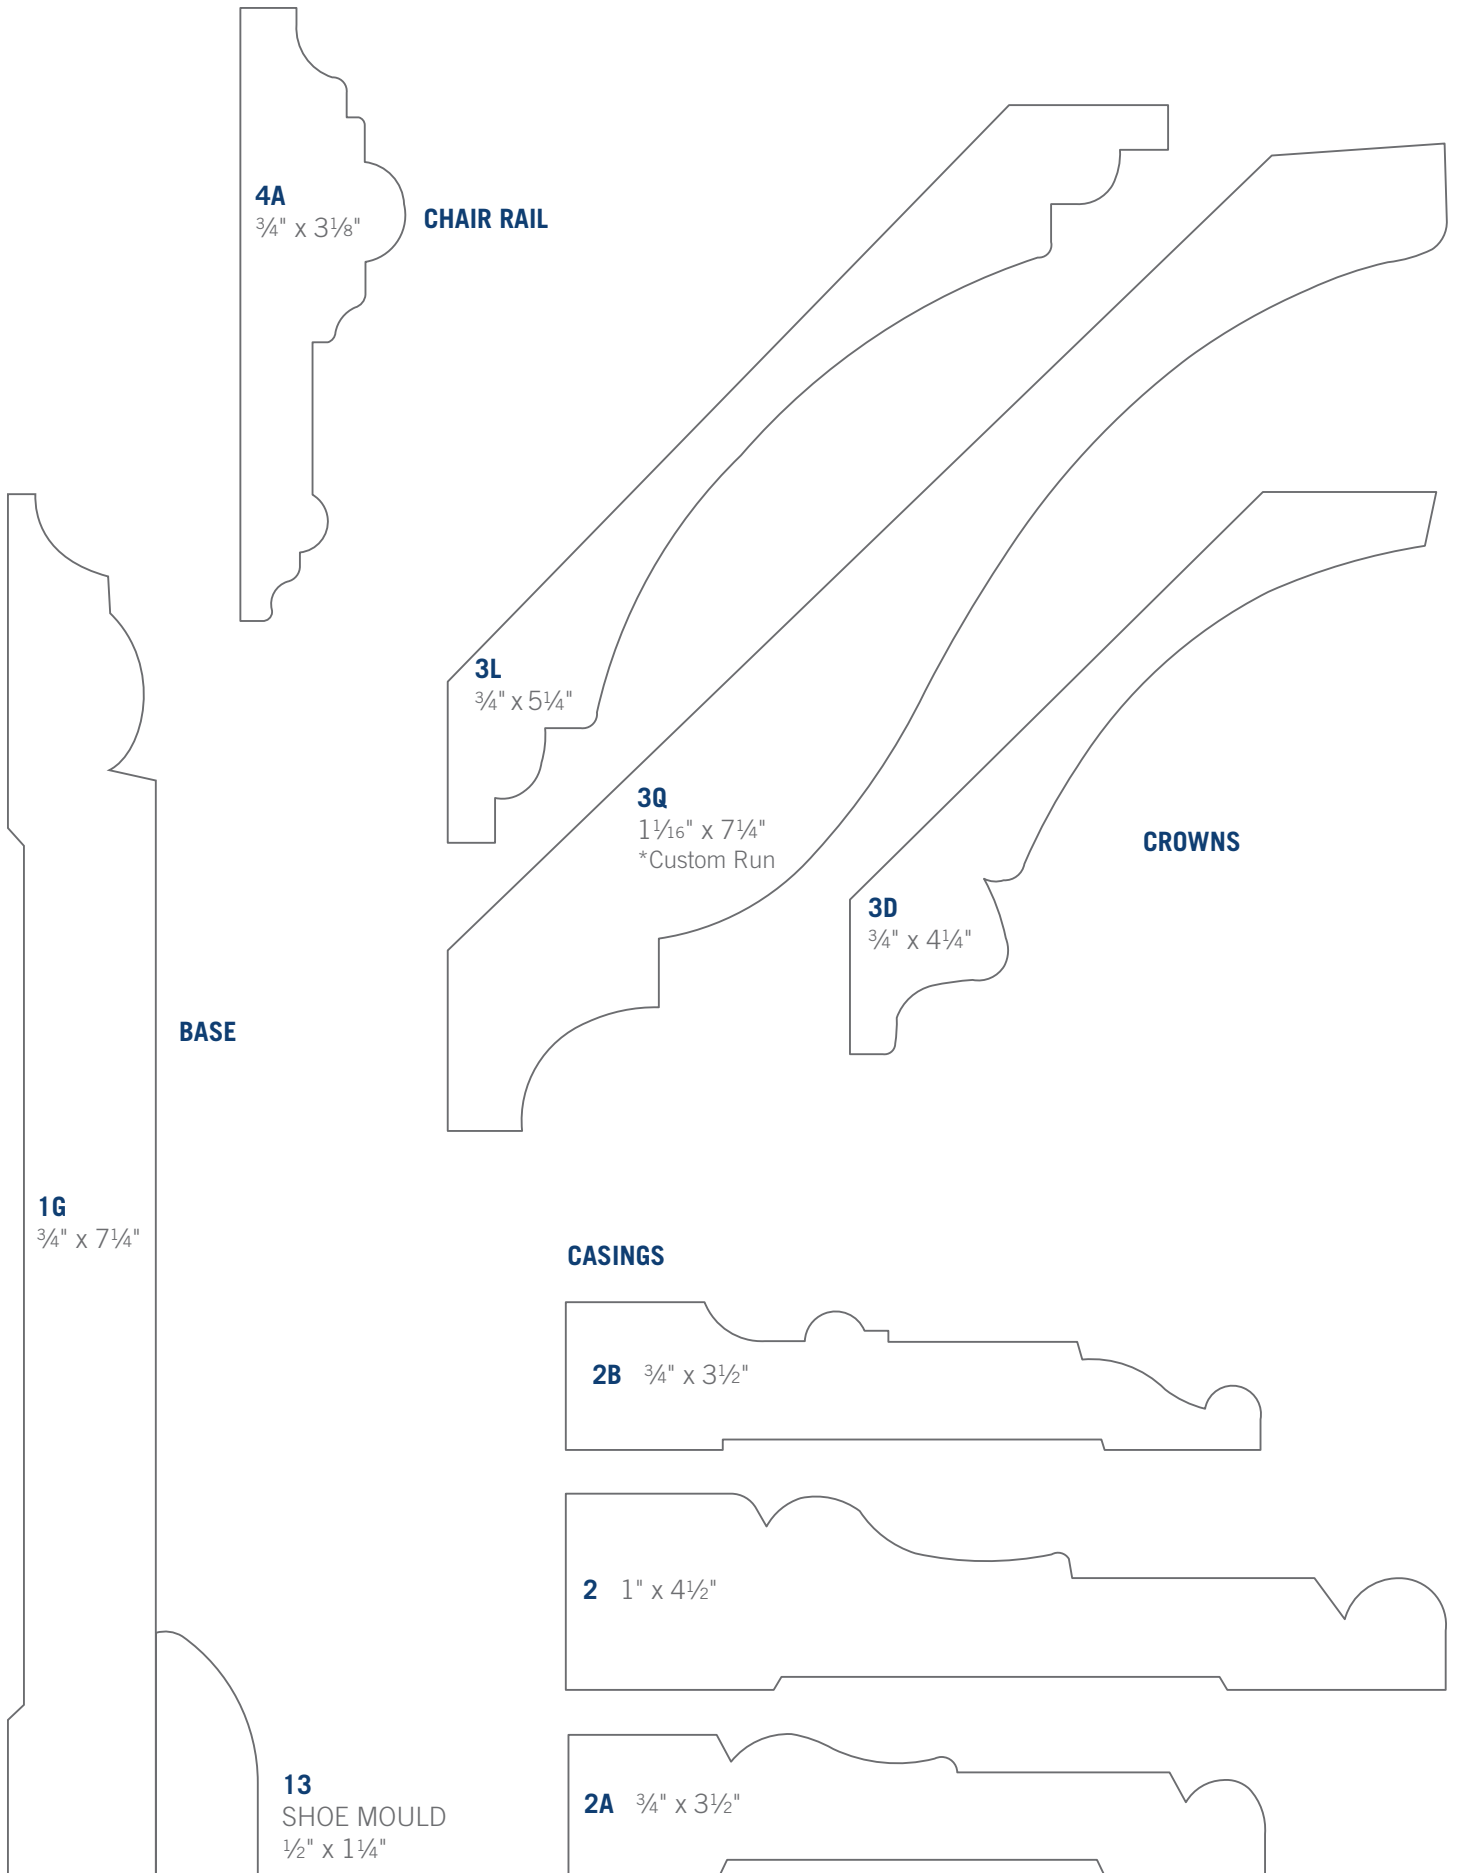 4A
¾" x 3⅛"
CHAIR RAIL
3L
¾" x 5¼"
3Q
1 1⁄16" x 7¼"
*Custom Run
CROWNS
3D
¾" x 4¼"
BASE
1G
¾" x 7¼"
CASINGS
2B ¾" x 3½"
2 1" x 4½"
13
SHOE MOULD
½" x 1¼"
2A ¾" x 3½"